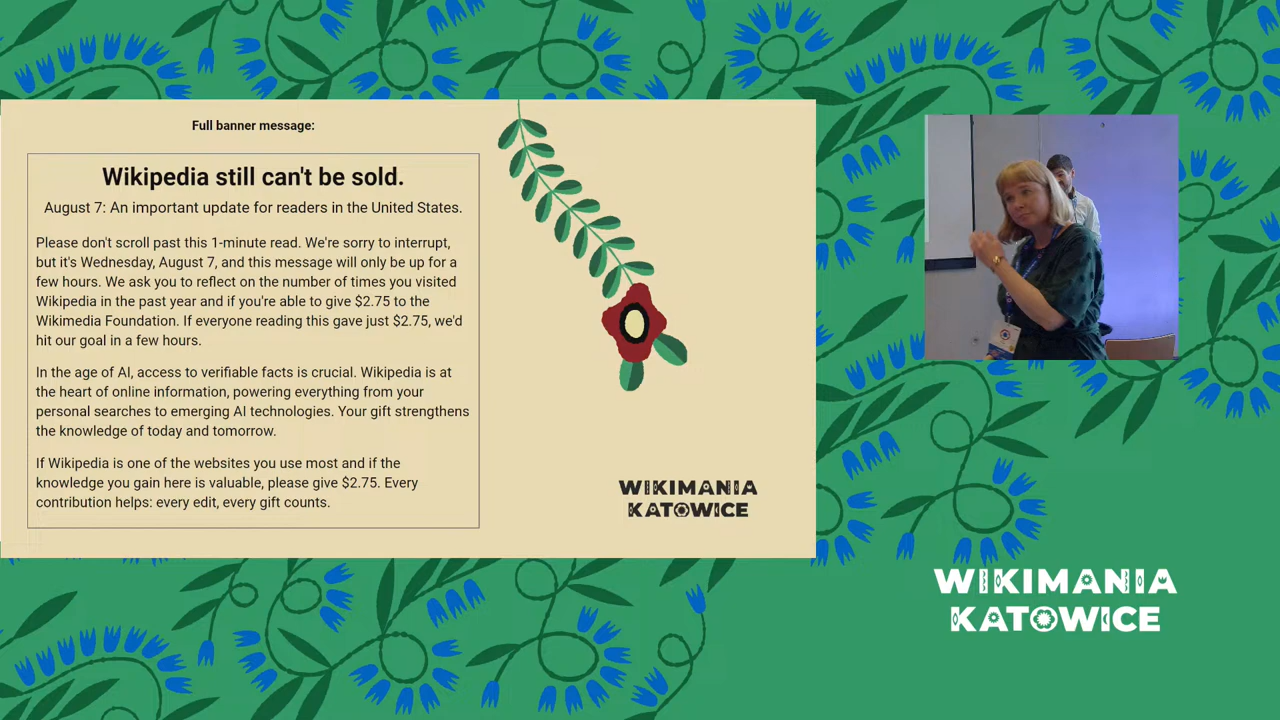 Full banner message:
Wikipedia still can't be sold.
August 7: An important update for readers in the United States.
Please don't scroll past this 1-minute read. We're sorry to interrupt,
but it's Wednesday, August 7, and this message will only be up for a
few hours. We ask you to reflect on the number of times you visited
Wikipedia in the past year and if you're able to give $2.75 to the
Wikimedia Foundation. If everyone reading this gave just $2.75, we'd
hit our goal in a few hours.
In the age of AI, access to verifiable facts is crucial. Wikipedia is at
the heart of online information, powering everything from your
personal searches to emerging AI technologies. Your gift strengthens
the knowledge of today and tomorrow.
If Wikipedia is one of the websites you use most and if the
knowledge you gain here is valuable, please give $2.75. Every
contribution helps: every edit, every gift counts.
WIKIMANIA
KATOWICE
WIKIMANIA
KATOWICE